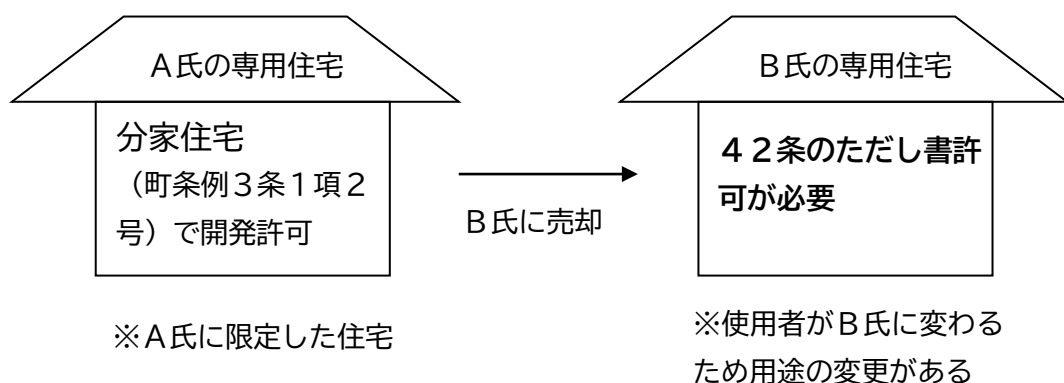 A氏の専用住宅
分家住宅
（町条例３条１項２
号）で開発許可
※A氏に限定した住宅
B氏に売却
B氏の専用住宅
４２条のただし書許
可が必要
※使用者がB氏に変わる
ため用途の変更がある